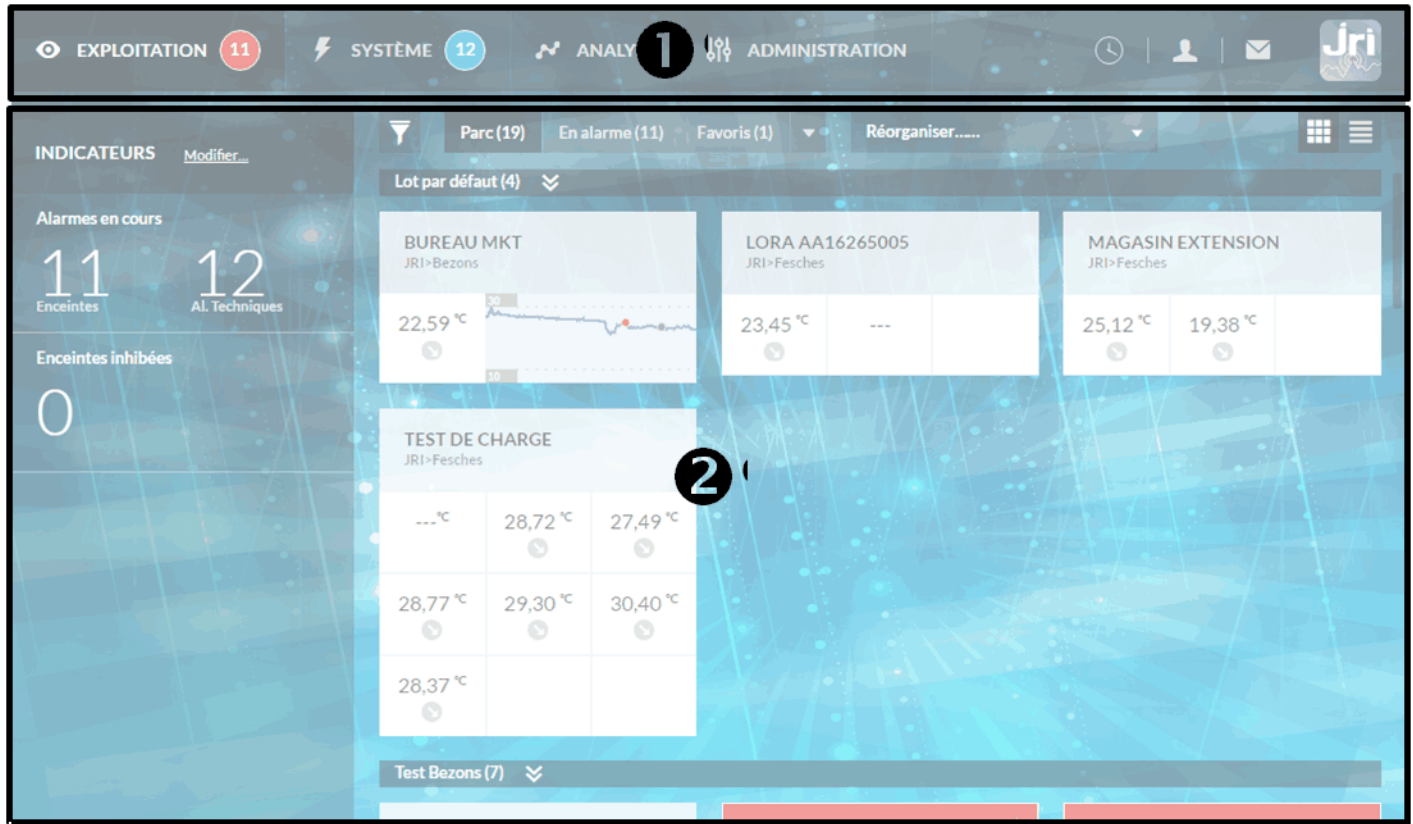 EXPLOITATION 11 SYSTÈME 12 ANALY 1 ADMINISTRATION jri
INDICATEURS Modifier...
Parc (19) En alarme (11) Favoris (1) Réorganiser......
Lot par défaut (4)
Alarmes en cours
11 12
Enceintes Al. Techniques
Enceintes inhibées
0
BUREAU MKT
JRI>Bezons
30
22,59 °C
10
LORA AA16265005
JRI>Fesches
23,45 °C ---
MAGASIN EXTENSION
JRI>Fesches
25,12 °C 19,38 °C
TEST DE CHARGE
JRI>Fesches
2
---°C 28,72 °C 27,49 °C
28,77 °C 29,30 °C 30,40 °C
28,37 °C
Test Bezons (7)